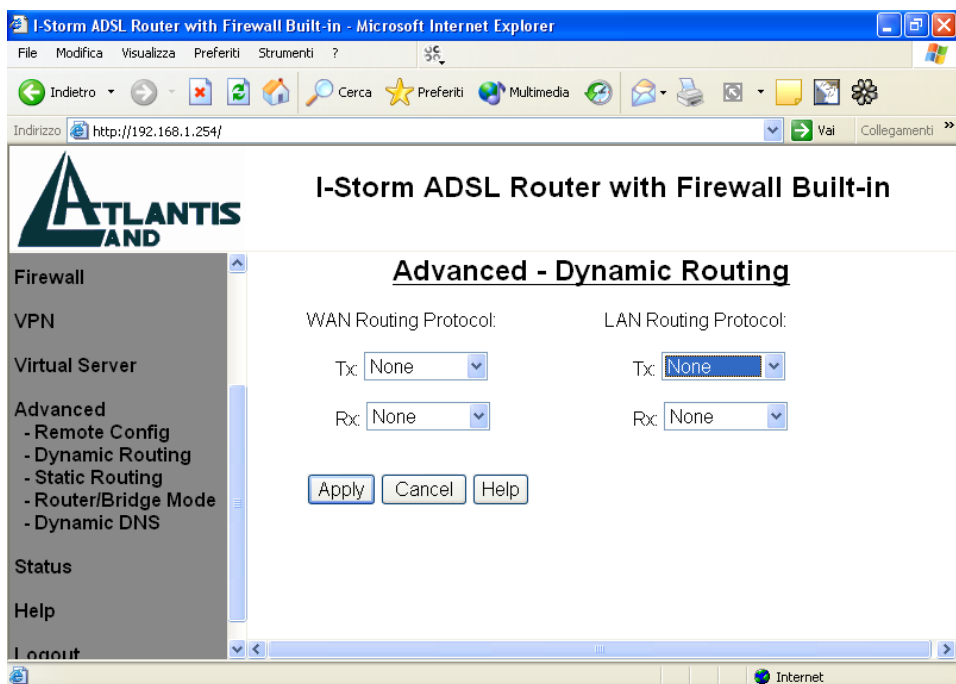 I-Storm ADSL Router with Firewall Built-in - Microsoft Internet Explorer
File Modifica Visualizza Preferiti Strumenti ?
Indietro Cerca Preferiti Multimedia
Indirizzo http://192.168.1.254/ Vai Collegamenti »
ATLANTIS
LAND
I-Storm ADSL Router with Firewall Built-in
Firewall
VPN
Virtual Server
Advanced
- Remote Config
- Dynamic Routing
- Static Routing
- Router/Bridge Mode
- Dynamic DNS
Status
Help
Logout
Advanced - Dynamic Routing
WAN Routing Protocol: LAN Routing Protocol:
Tx: None Tx: None
Rx: None Rx: None
Apply Cancel Help
Internet